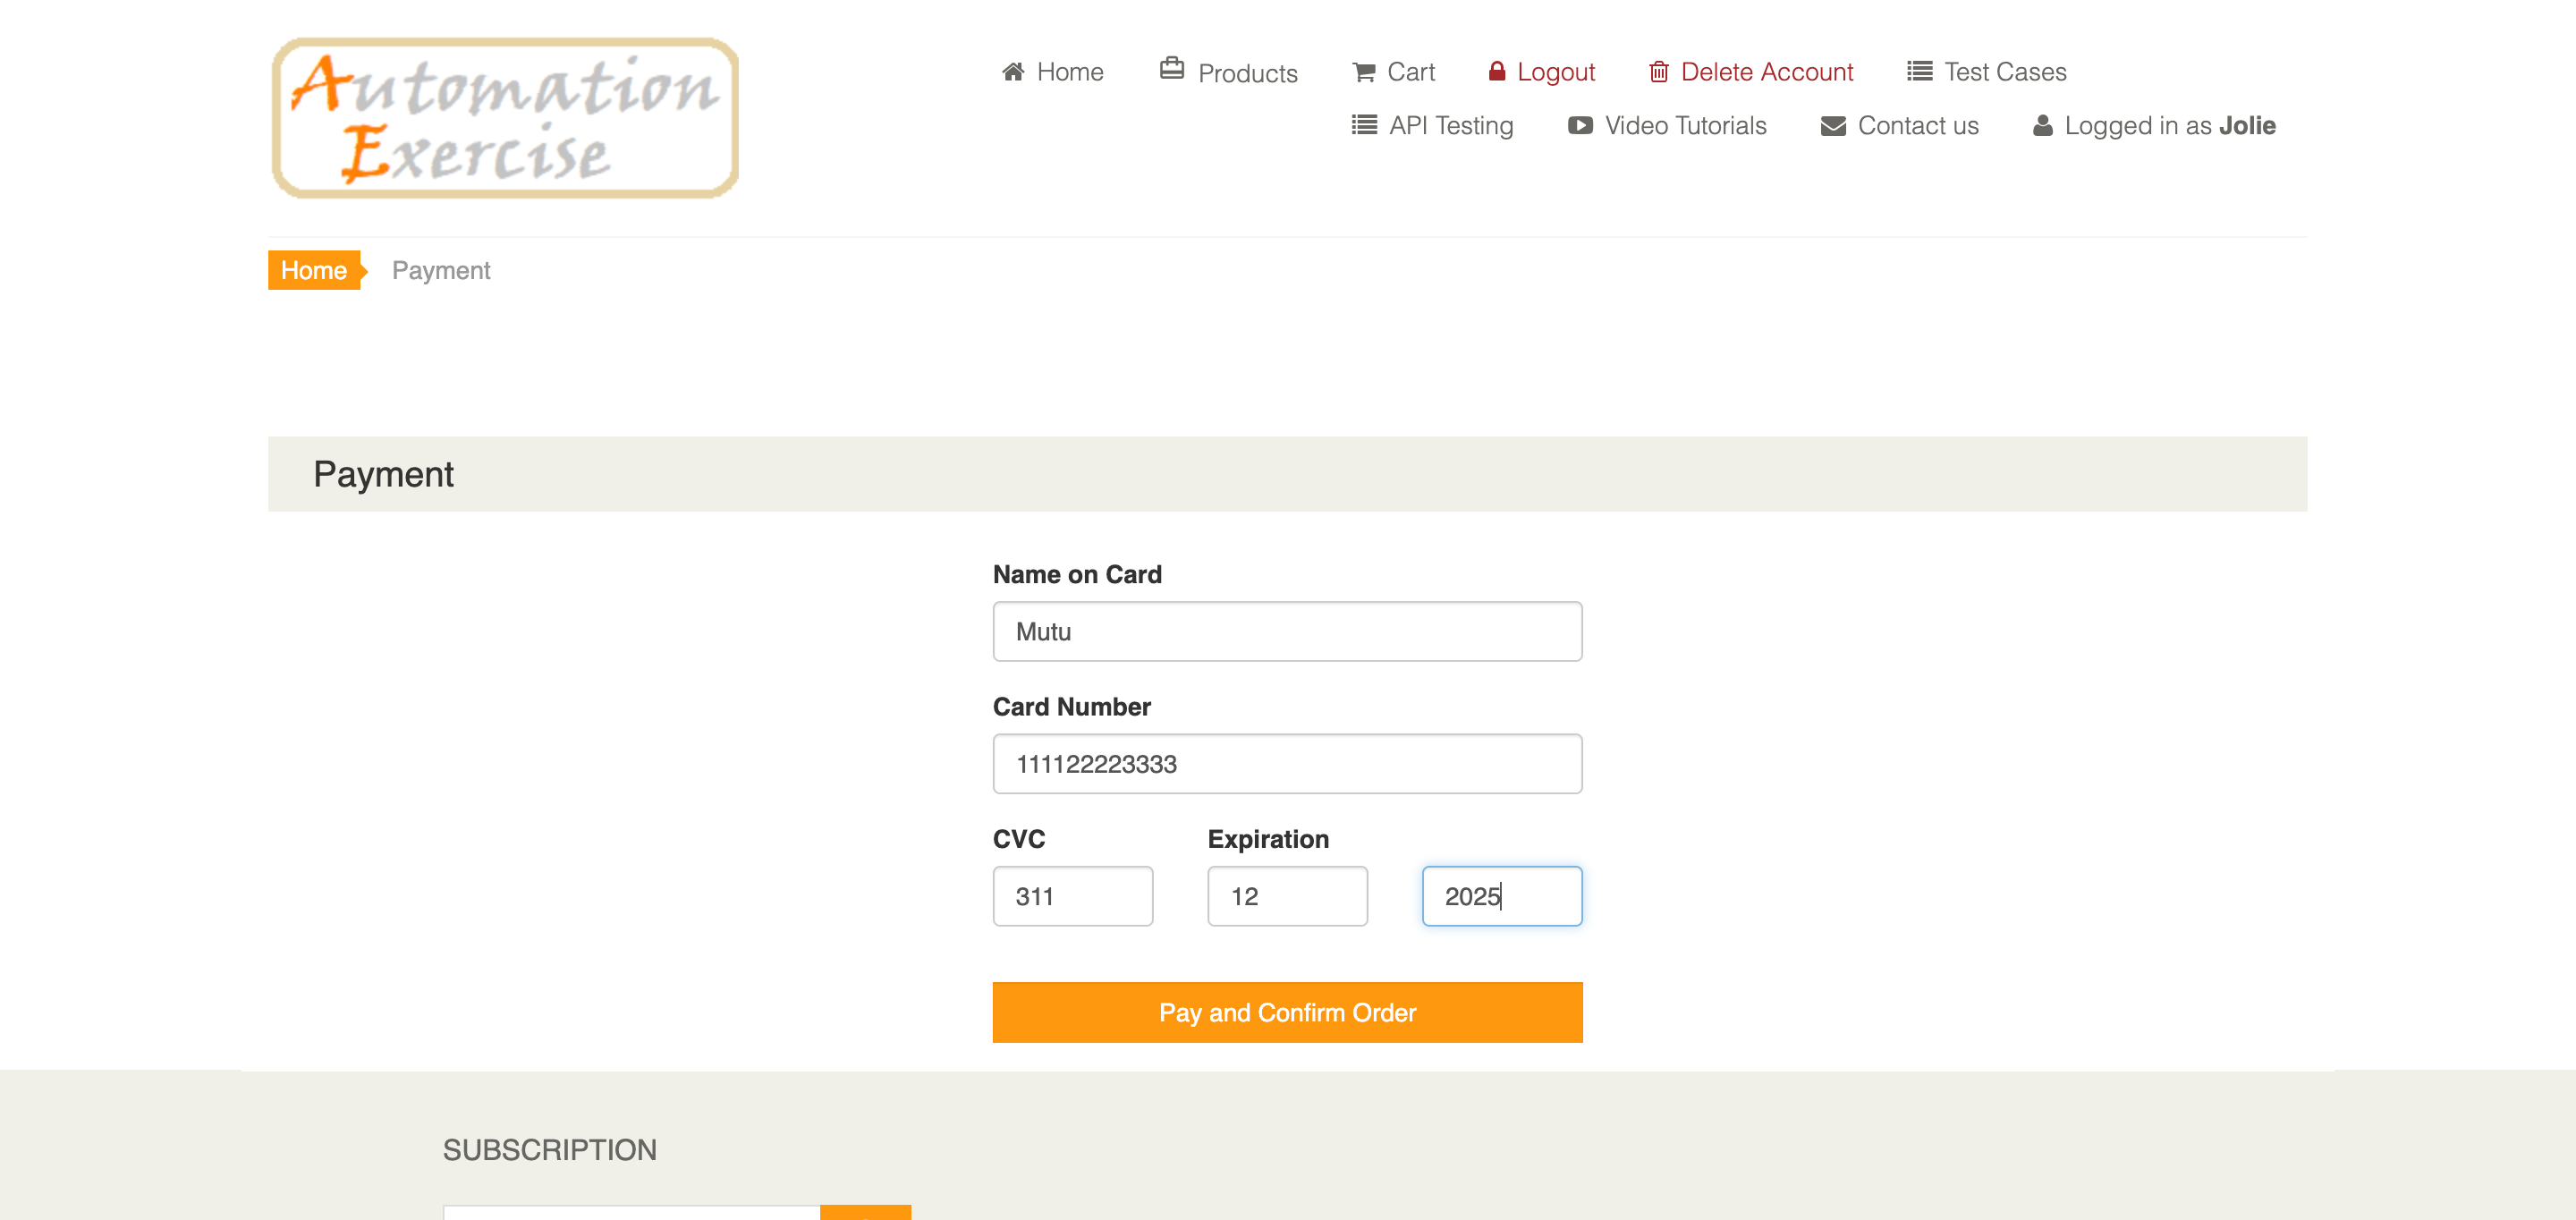 Automation
Exercise
Home Products Cart Logout Delete Account Test Cases
API Testing Video Tutorials Contact us Logged in as Jolie
Home Payment
Payment
Name on Card
Mutu
Card Number
111122223333
CVC Expiration
311 12 2025
Pay and Confirm Order
SUBSCRIPTION